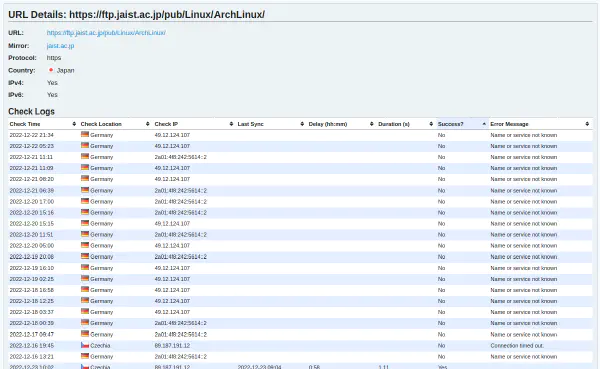 URL Details: https://ftp.jaist.ac.jp/pub/Linux/ArchLinux/
URL: https://ftp.jaist.ac.jp/pub/Linux/ArchLinux/
Mirror: jaist.ac.jp
Protocol: https
Country: Japan
IPv4: Yes
IPv6: Yes
Check Logs
Check Time Check Location Check IP Last Sync Delay (hh:mm) Duration (s) Success? Error Message
2022-12-22 21:34 Germany 49.12.124.107 No Name or service not known
2022-12-22 05:23 Germany 49.12.124.107 No Name or service not known
2022-12-21 11:11 Germany 2a01:4f8:242:5614::2 No Name or service not known
2022-12-21 11:09 Germany 49.12.124.107 No Name or service not known
2022-12-21 08:20 Germany 49.12.124.107 No Name or service not known
2022-12-21 06:39 Germany 2a01:4f8:242:5614::2 No Name or service not known
2022-12-20 17:00 Germany 2a01:4f8:242:5614::2 No Name or service not known
2022-12-20 15:16 Germany 2a01:4f8:242:5614::2 No Name or service not known
2022-12-20 15:15 Germany 49.12.124.107 No Name or service not known
2022-12-20 11:51 Germany 2a01:4f8:242:5614::2 No Name or service not known
2022-12-20 05:00 Germany 49.12.124.107 No Name or service not known
2022-12-19 20:08 Germany 2a01:4f8:242:5614::2 No Name or service not known
2022-12-19 16:10 Germany 49.12.124.107 No Name or service not known
2022-12-19 02:25 Germany 49.12.124.107 No Name or service not known
2022-12-18 16:58 Germany 49.12.124.107 No Name or service not known
2022-12-18 12:25 Germany 49.12.124.107 No Name or service not known
2022-12-18 03:37 Germany 49.12.124.107 No Name or service not known
2022-12-18 00:39 Germany 2a01:4f8:242:5614::2 No Name or service not known
2022-12-17 09:47 Germany 2a01:4f8:242:5614::2 No Name or service not known
2022-12-16 19:45 Czechia 89.187.191.12 No Connection timed out.
2022-12-16 13:21 Germany 2a01:4f8:242:5614::2 No Name or service not known
2022-12-23 10:02 Czechia 89.187.191.12 2022-12-23 09:04 0:58 1.11 Yes